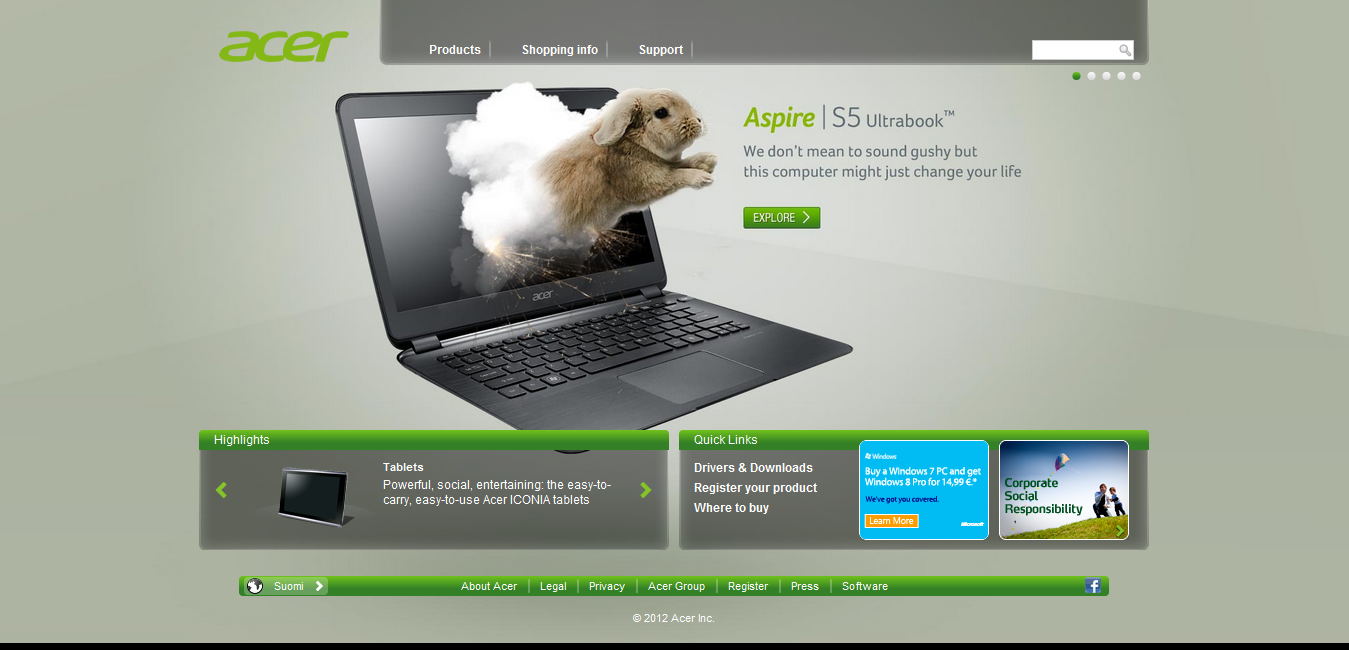 acer
Products
Shopping info
Support
Aspire | S5 Ultrabook™
We don't mean to sound gushy but
this computer might just change your life
EXPLORE
acer
Highlights
Tablets
Powerful, social, entertaining: the easy-to-
carry, easy-to-use Acer ICONIA tablets
Quick Links
Drivers & Downloads
Register your product
Where to buy
Windows
Buy a Windows 7 PC and get
Windows 8 Pro for 14,99 €.*
We've got you covered.
Learn More
Microsoft
Corporate
Social
Responsibility
Suomi
About Acer
Legal
Privacy
Acer Group
Register
Press
Software
© 2012 Acer Inc.